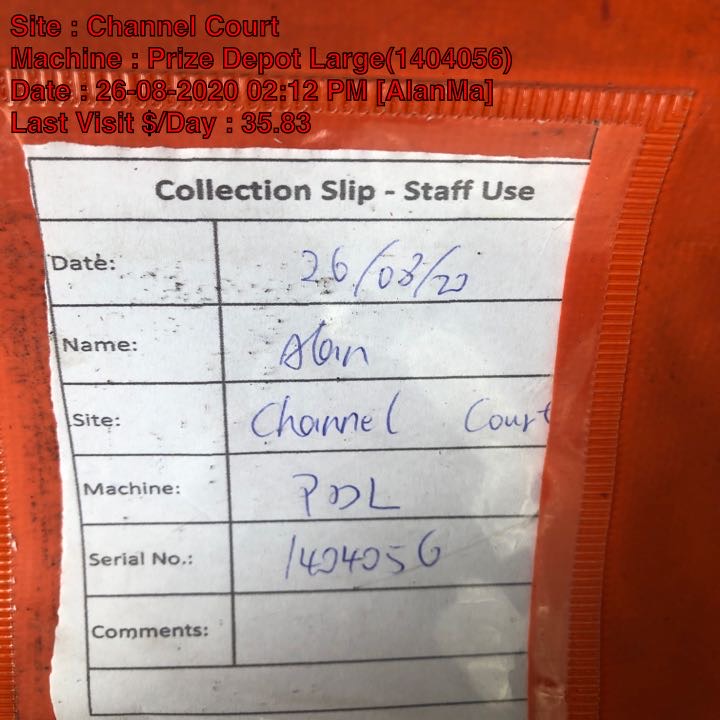 Site : Channel Court
Machine : Prize Depot Large(1404056)
Date : 26-08-2020 02:12 PM [AlanMa]
Last Visit $/Day : 35.83
Collection Slip - Staff Use
Date: 26/08/20
Name: Alan
Site: Channel Court
Machine: PDL
Serial No.: 1404056
Comments: